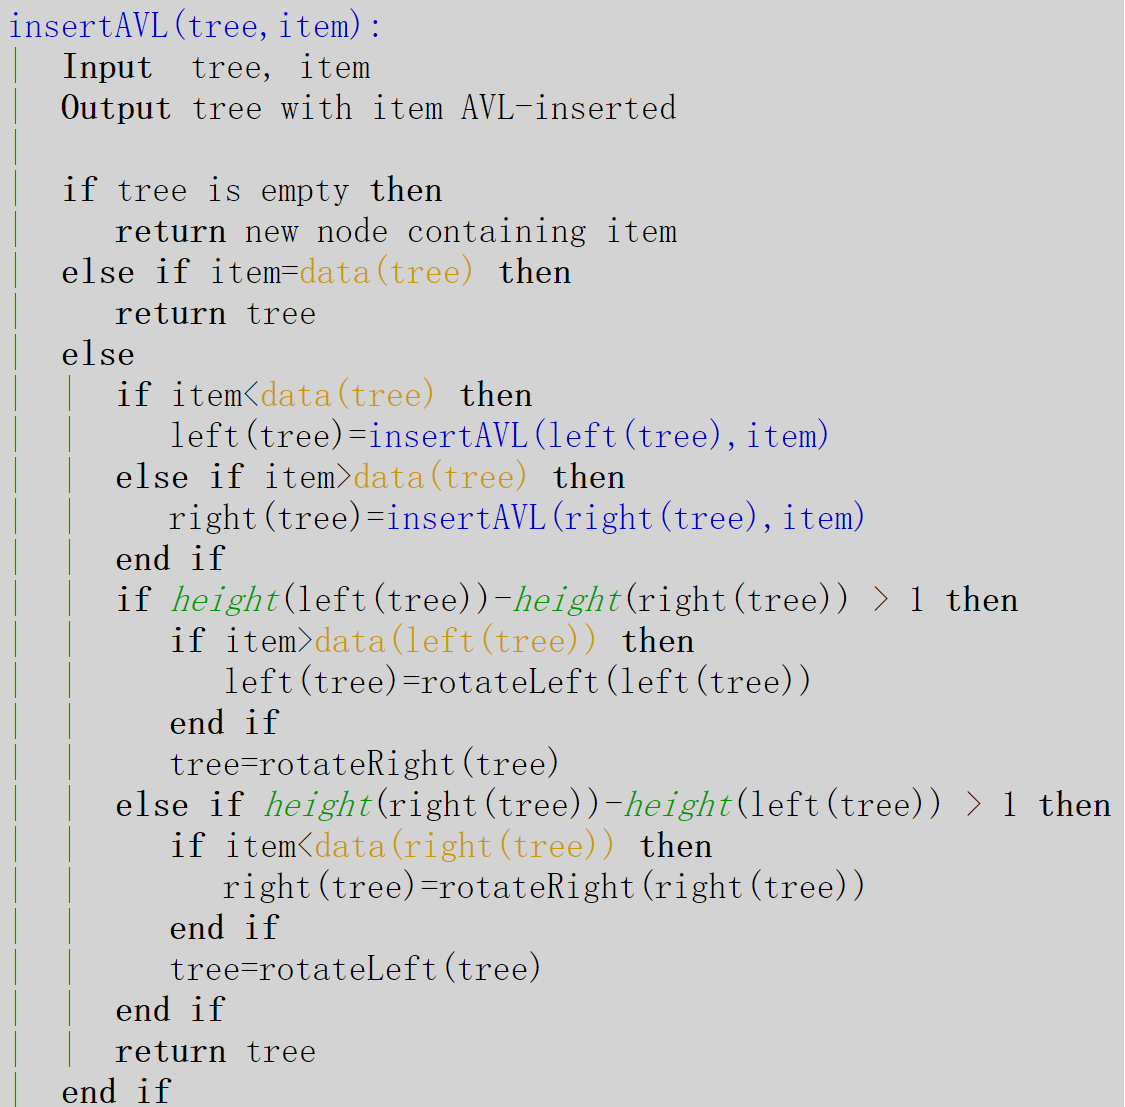 insertAVL(tree,item):
Input tree, item
Output tree with item AVL-inserted
if tree is empty then
return new node containing item
else if item=data(tree) then
return tree
else
if item<data(tree) then
left(tree)=insertAVL(left(tree),item)
else if item>data(tree) then
right(tree)=insertAVL(right(tree),item)
end if
if height(left(tree))-height(right(tree)) > 1 then
if item>data(left(tree)) then
left(tree)=rotateLeft(left(tree))
end if
tree=rotateRight(tree)
else if height(right(tree))-height(left(tree)) > 1 then
if item<data(right(tree)) then
right(tree)=rotateRight(right(tree))
end if
tree=rotateLeft(tree)
end if
return tree
end if